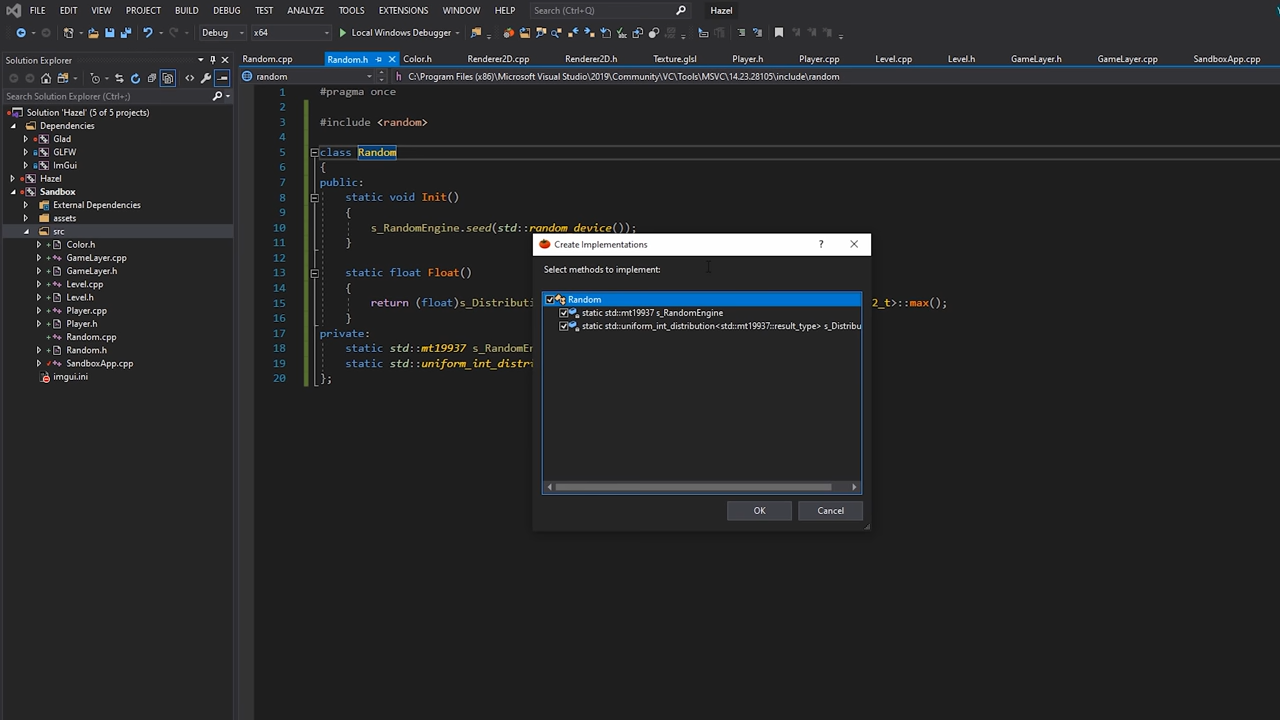 FILE EDIT VIEW PROJECT BUILD DEBUG TEST ANALYZE TOOLS EXTENSIONS WINDOW HELP Search (Ctrl+;) Hazel
Debug x64 Local Windows Debugger
Solution Explorer
Random.cpp Random.h Color.h Renderer2D.cpp Renderer2D.h Texture.glsl Player.h Player.cpp Level.cpp Level.h GameLayer.h GameLayer.cpp SandboxApp.cpp
random C:\Program Files (x86)\Microsoft Visual Studio\2019\Community\VC\Tools\MSVC\14.23.28105\include\random
Search Solution Explorer (Ctrl+;)
Solution 'Hazel' (5 of 5 projects)
Dependencies
Glad
GLFW
ImGui
Hazel
Sandbox
External Dependencies
assets
src
Color.h
GameLayer.cpp
GameLayer.h
Level.cpp
Level.h
Player.cpp
Player.h
Random.cpp
Random.h
SandboxApp.cpp
imgui.ini
1 #pragma once
2
3 #include <random>
4
5 class Random
6 {
7 public:
8 static void Init()
9 {
10 s_RandomEngine.seed(std::random_device());
11 }
12
13 static float Float()
14 {
15 return (float)s_Distributi 2_t>::max();
16 }
17 private:
18 static std::mt19937 s_RandomEn
19 static std::uniform_int_distri
20 };
Create Implementations ?
Select methods to implement:
Random
static std::mt19937 s_RandomEngine
static std::uniform_int_distribution<std::mt19937::result_type> s_Distribu
OK Cancel